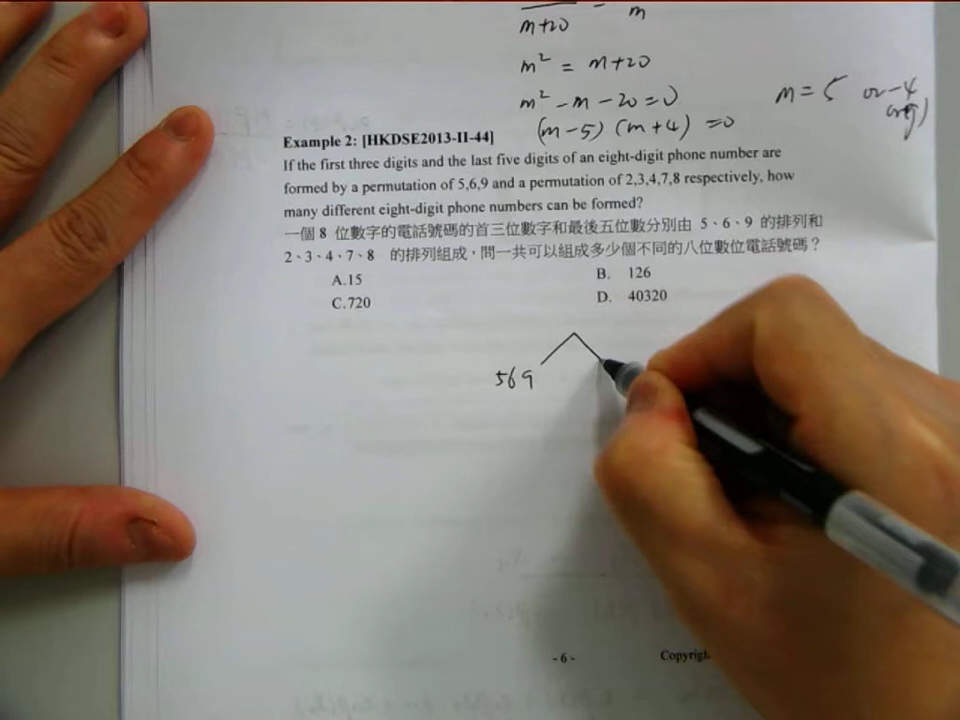 m+20 = m
m² = m+20
m² - m - 20 = 0
m = 5 or -4
(m-5)(m+4) = 0
Example 2: [HKDSE2013-II-44]
If the first three digits and the last five digits of an eight-digit phone number are
formed by a permutation of 5,6,9 and a permutation of 2,3,4,7,8 respectively, how
many different eight-digit phone numbers can be formed?
一個 8 位數字的電話號碼的首三位數字和最後五位數分別由 5、6、9 的排列和
2、3、4、7、8 的排列組成，問一共可以組成多少個不同的八位數位電話號碼？
A.15 B. 126
C.720 D. 40320
569
- 6 -